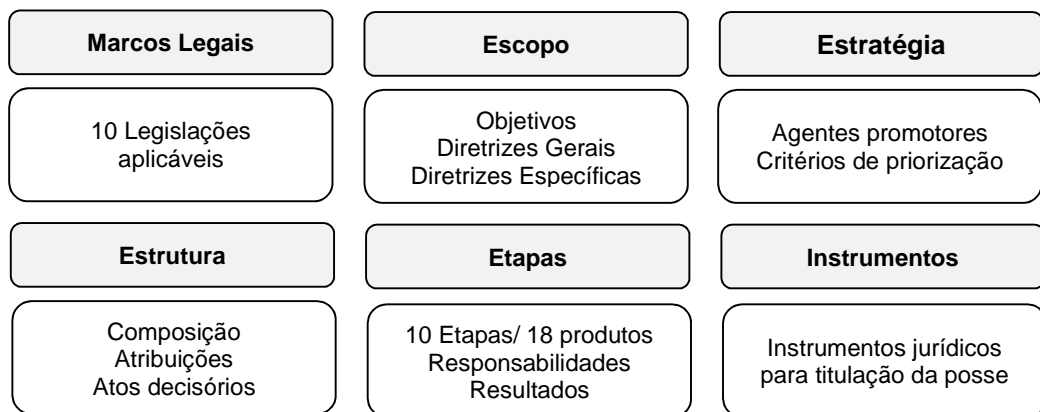 Marcos Legais
10 Legislações
aplicáveis
Escopo
Objetivos
Diretrizes Gerais
Diretrizes Específicas
Estratégia
Agentes promotores
Critérios de priorização
Estrutura
Composição
Atribuições
Atos decisórios
Etapas
10 Etapas/ 18 produtos
Responsabilidades
Resultados
Instrumentos
Instrumentos jurídicos
para titulação da posse